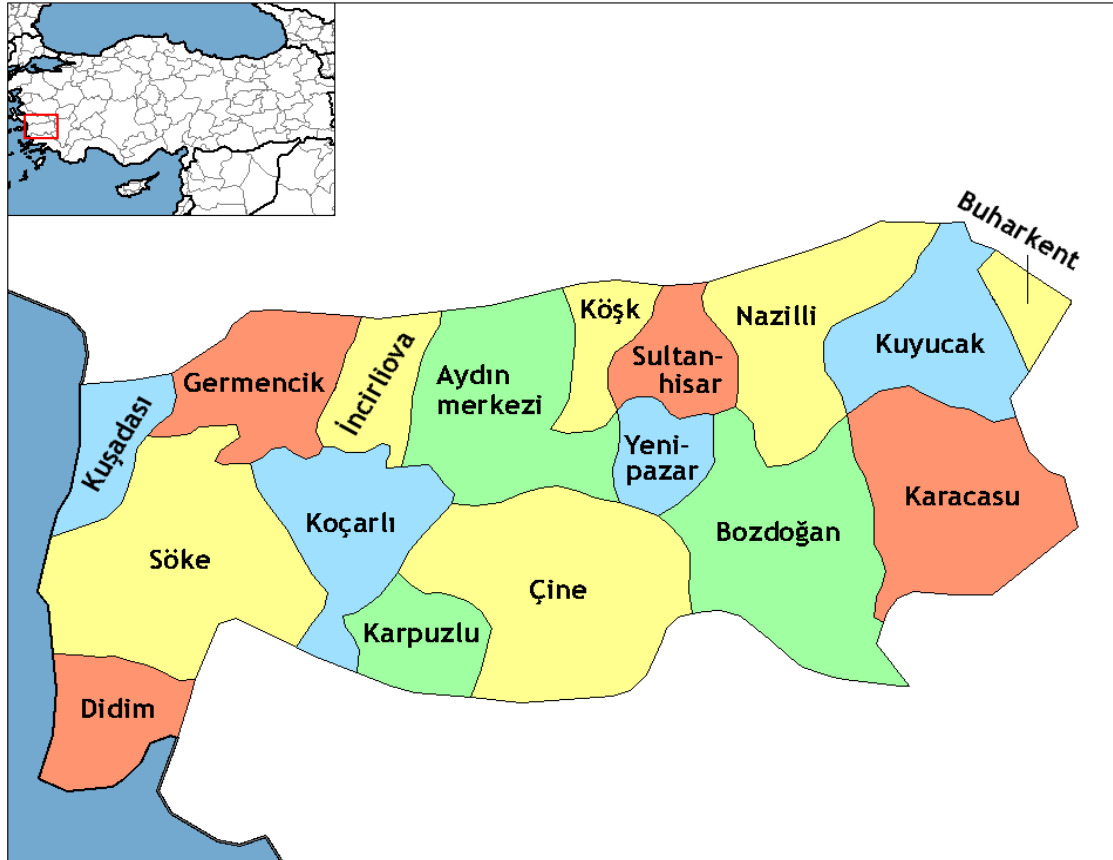 Buharkent
Köşk
Nazilli
Kuyucak
Sultan-
hisar
Germencik
İncirliova
Aydın
merkezi
Kuşadası
Yeni-
pazar
Karacasu
Koçarlı
Bozdoğan
Söke
Çine
Karpuzlu
Didim